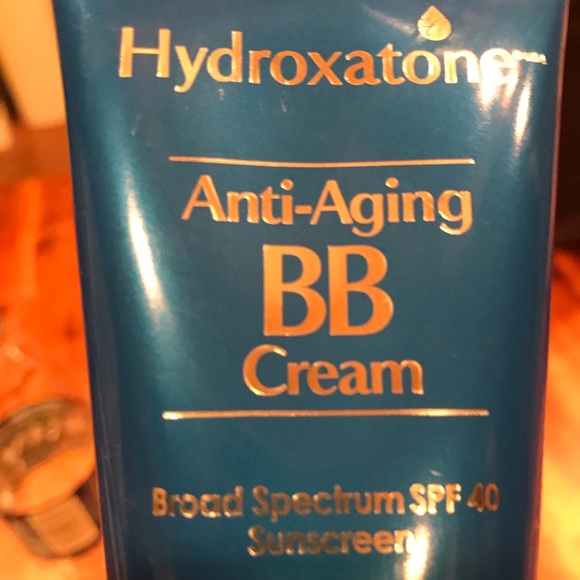 Hydroxatone
Anti-Aging
BB
Cream
Broad Spectrum SPF 40
Sunscreen